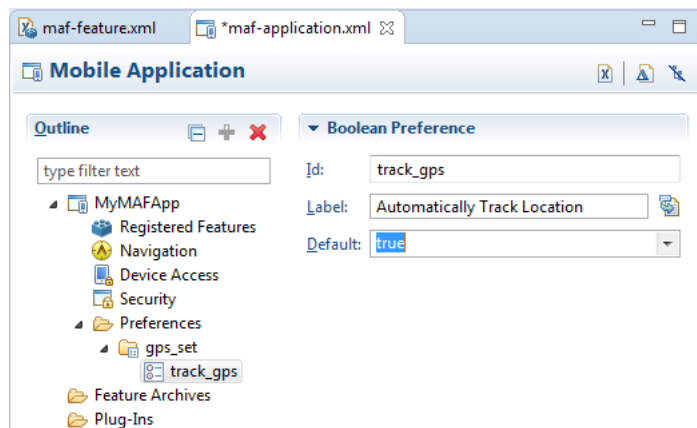 maf-feature.xml
*maf-application.xml
Mobile Application
Outline
type filter text
MyMAFApp
Registered Features
Navigation
Device Access
Security
Preferences
gps_set
track_gps
Feature Archives
Plug-Ins
Boolean Preference
Id: track_gps
Label: Automatically Track Location
Default: true